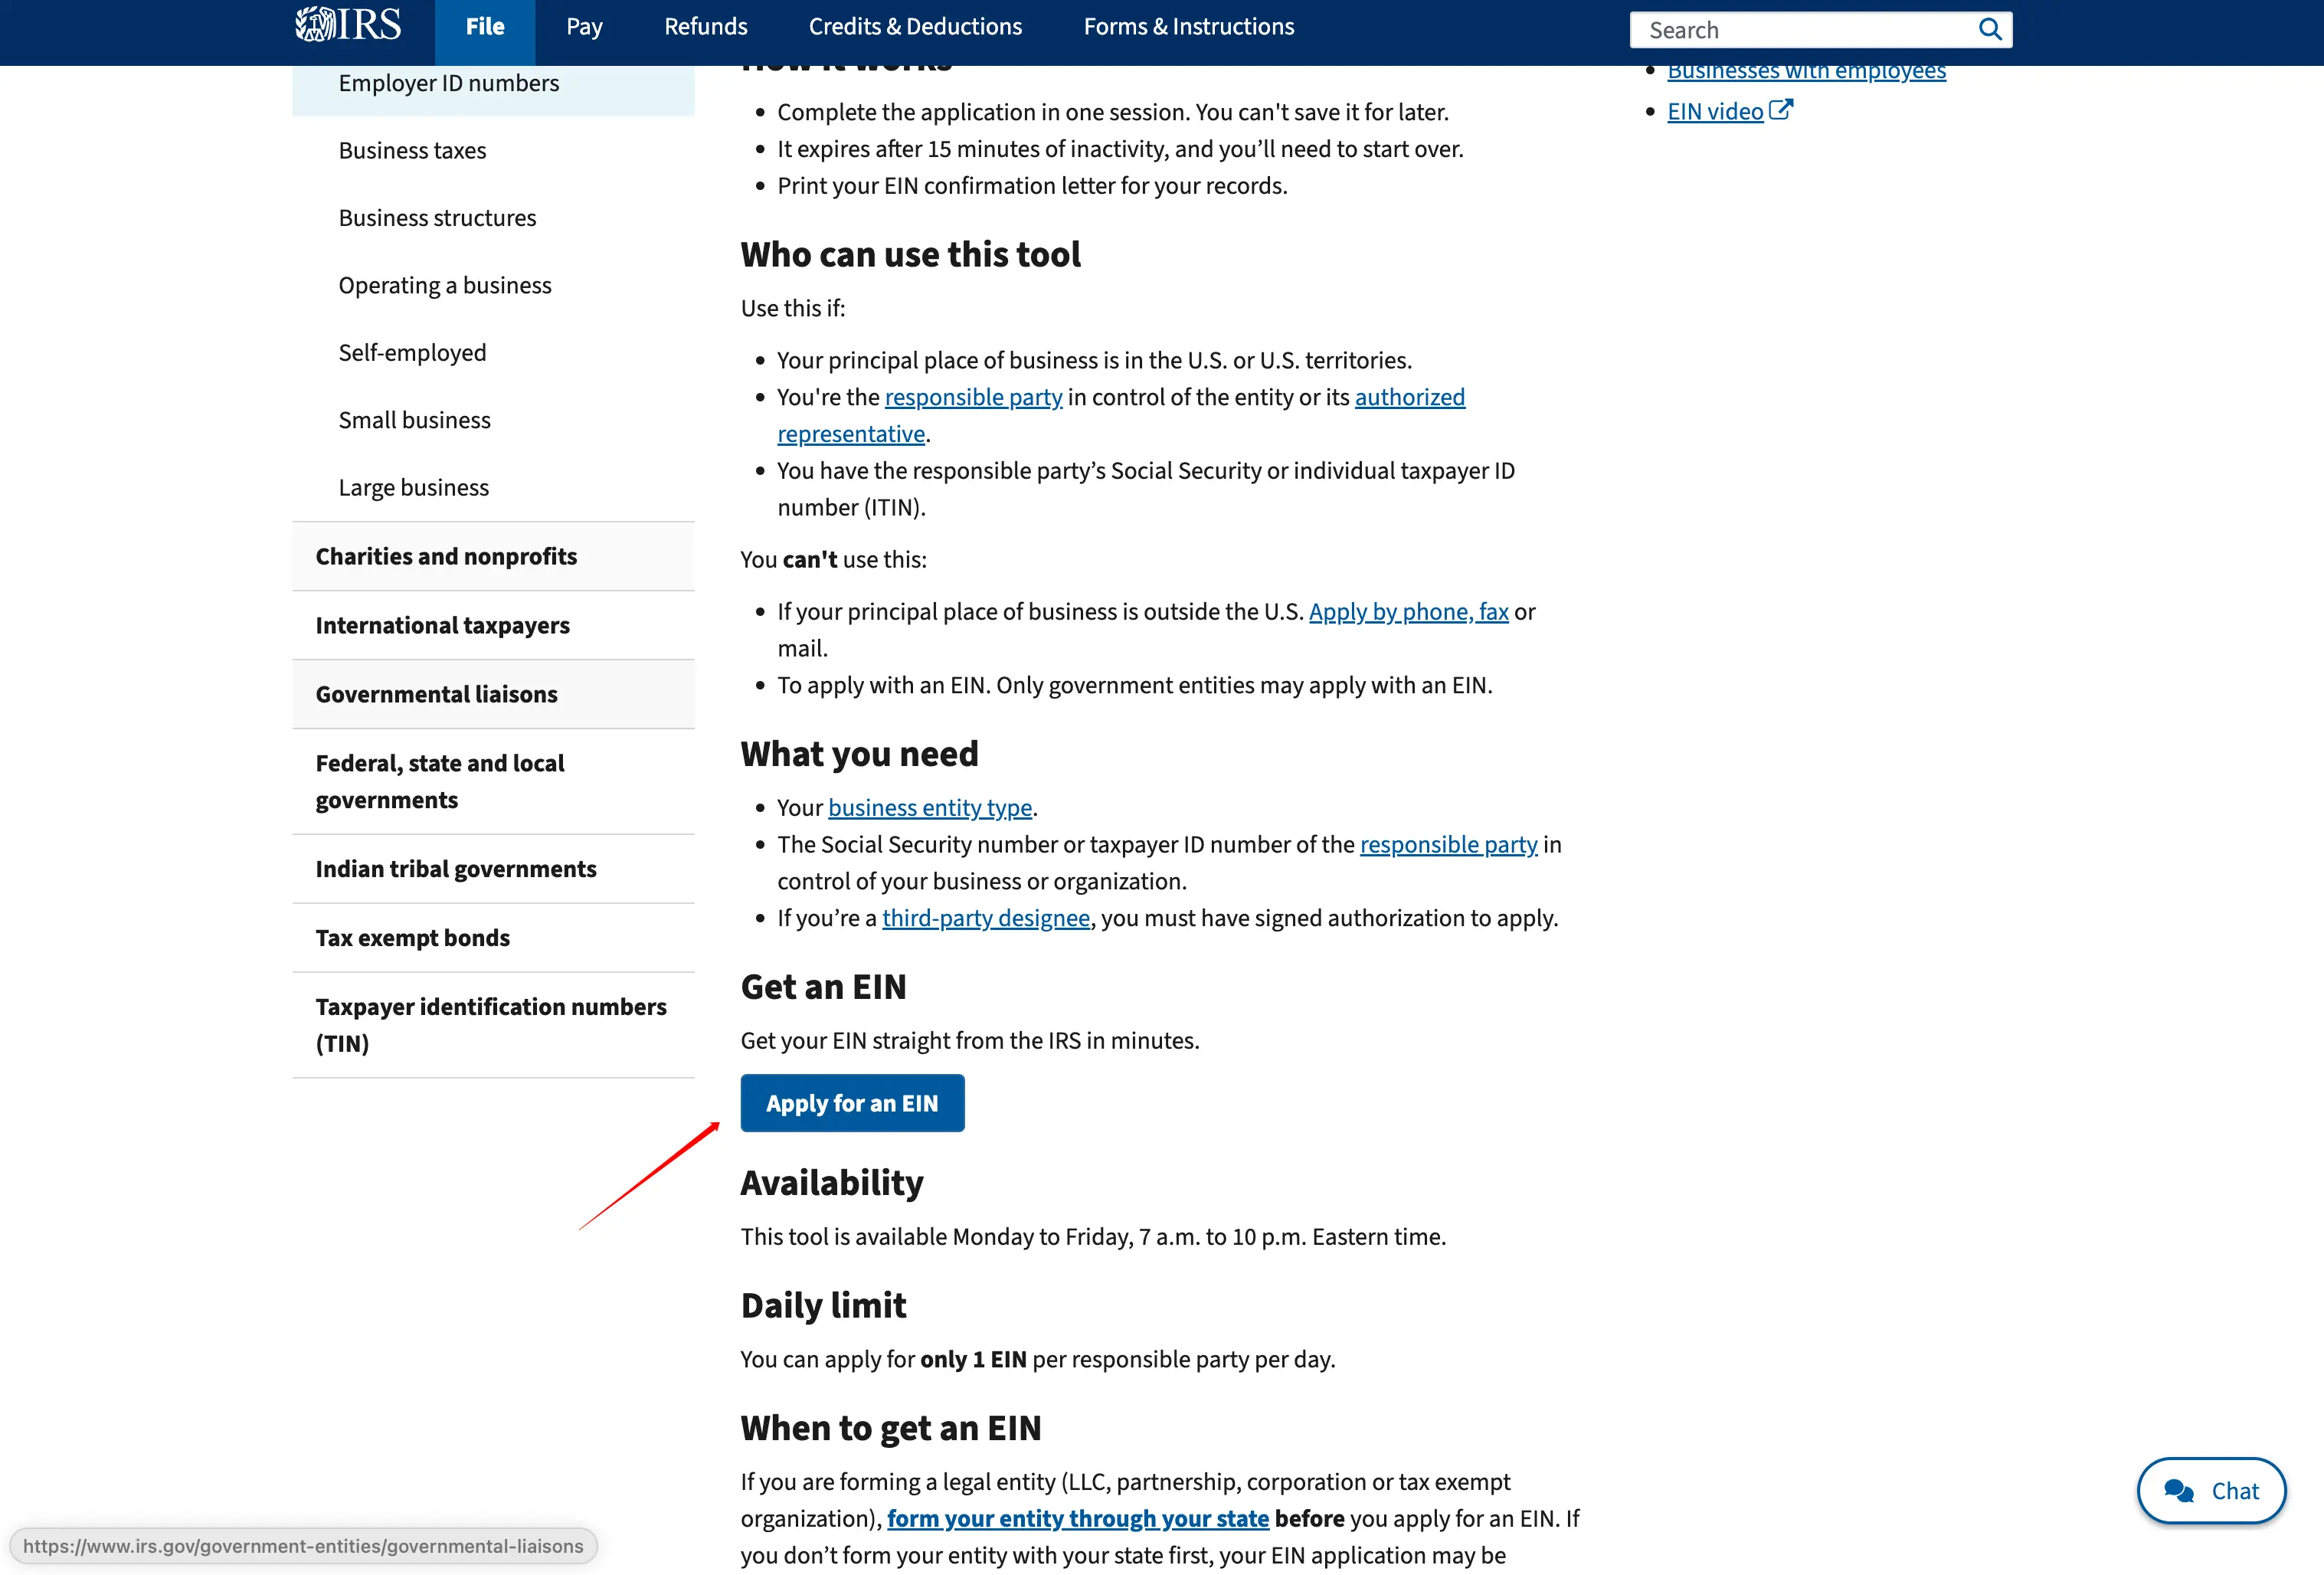 IRS
File
Pay
Refunds
Credits & Deductions
Forms & Instructions
Search
Employer ID numbers
Business taxes
Business structures
Operating a business
Self-employed
Small business
Large business
Charities and nonprofits
International taxpayers
Governmental liaisons
Federal, state and local
governments
Indian tribal governments
Tax exempt bonds
Taxpayer identification numbers
(TIN)
How it works
Complete the application in one session. You can't save it for later.
It expires after 15 minutes of inactivity, and you’ll need to start over.
Print your EIN confirmation letter for your records.
Who can use this tool
Use this if:
Your principal place of business is in the U.S. or U.S. territories.
You're the responsible party in control of the entity or its authorized
representative.
You have the responsible party’s Social Security or individual taxpayer ID
number (ITIN).
You can't use this:
If your principal place of business is outside the U.S. Apply by phone, fax or
mail.
To apply with an EIN. Only government entities may apply with an EIN.
What you need
Your business entity type.
The Social Security number or taxpayer ID number of the responsible party in
control of your business or organization.
If you’re a third-party designee, you must have signed authorization to apply.
Get an EIN
Get your EIN straight from the IRS in minutes.
Apply for an EIN
Availability
This tool is available Monday to Friday, 7 a.m. to 10 p.m. Eastern time.
Daily limit
You can apply for only 1 EIN per responsible party per day.
When to get an EIN
If you are forming a legal entity (LLC, partnership, corporation or tax exempt
organization), form your entity through your state before you apply for an EIN. If
you don’t form your entity with your state first, your EIN application may be
Businesses with employees
EIN video
Chat
https://www.irs.gov/government-entities/governmental-liaisons